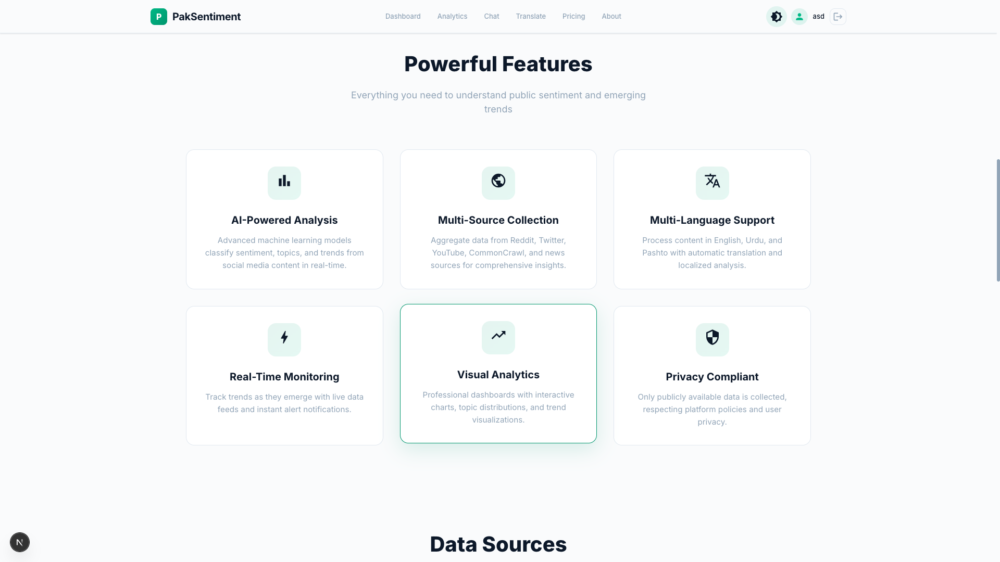 P PakSentiment
Dashboard Analytics Chat Translate Pricing About
asd
Powerful Features
Everything you need to understand public sentiment and emerging
trends
AI-Powered Analysis
Advanced machine learning models
classify sentiment, topics, and trends from
social media content in real-time.
Multi-Source Collection
Aggregate data from Reddit, Twitter,
YouTube, CommonCrawl, and news
sources for comprehensive insights.
Multi-Language Support
Process content in English, Urdu, and
Pashto with automatic translation and
localized analysis.
Real-Time Monitoring
Track trends as they emerge with live data
feeds and instant alert notifications.
Visual Analytics
Professional dashboards with interactive
charts, topic distributions, and trend
visualizations.
Privacy Compliant
Only publicly available data is collected,
respecting platform policies and user
privacy.
N
Data Sources